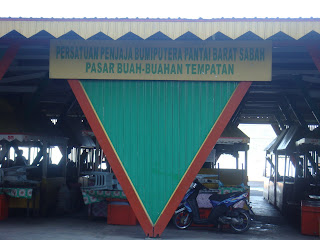 PERSATUAN PENJAJA BUMIPUTERA PANTAI BARAT SABAH
PASAR BUAH-BUAHAN TEMPATAN